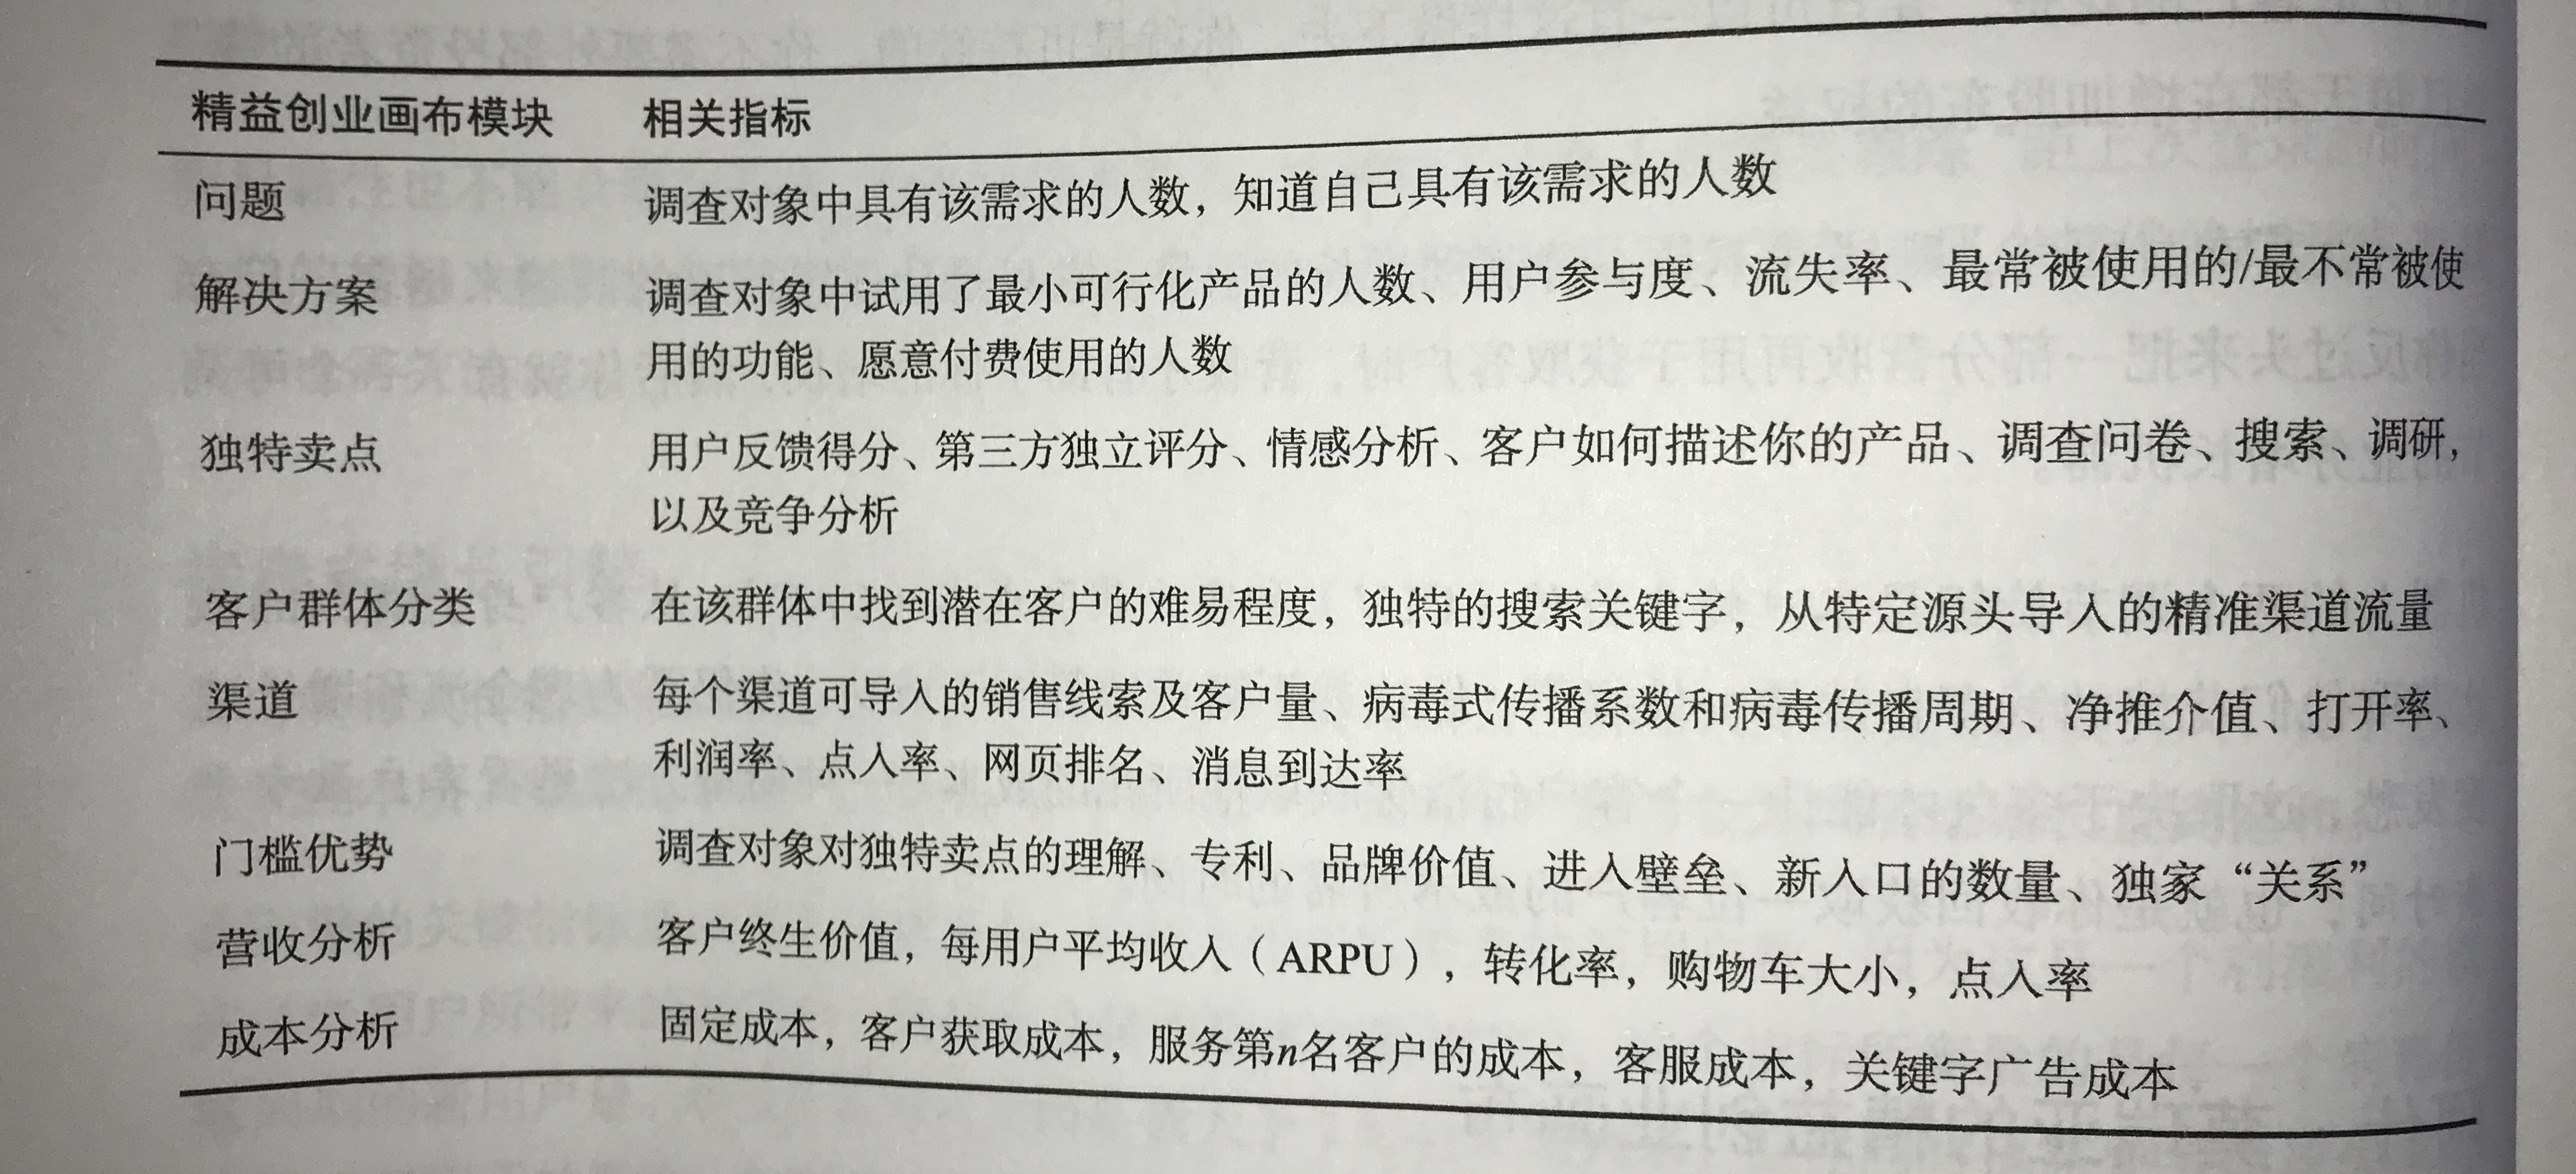 精益创业画布模块 相关指标
问题 调查对象中具有该需求的人数，知道自己具有该需求的人数
解决方案 调查对象中试用了最小可行化产品的人数、用户参与度、流失率、最常被使用的/最不常被使
用的功能、愿意付费使用的人数
独特卖点 用户反馈得分、第三方独立评分、情感分析、客户如何描述你的产品、调查问卷、搜索、调研，
以及竞争分析
客户群体分类 在该群体中找到潜在客户的难易程度，独特的搜索关键字，从特定源头导入的精准渠道流量
渠道 每个渠道可导入的销售线索及客户量、病毒式传播系数和病毒传播周期、净推介值、打开率、
利润率、点入率、网页排名、消息到达率
门槛优势 调查对象对独特卖点的理解、专利、品牌价值、进入壁垒、新入口的数量、独家“关系”
营收分析 客户终生价值，每用户平均收入（ARPU），转化率，购物车大小，点入率
成本分析 固定成本，客户获取成本，服务第n名客户的成本，客服成本，关键字广告成本